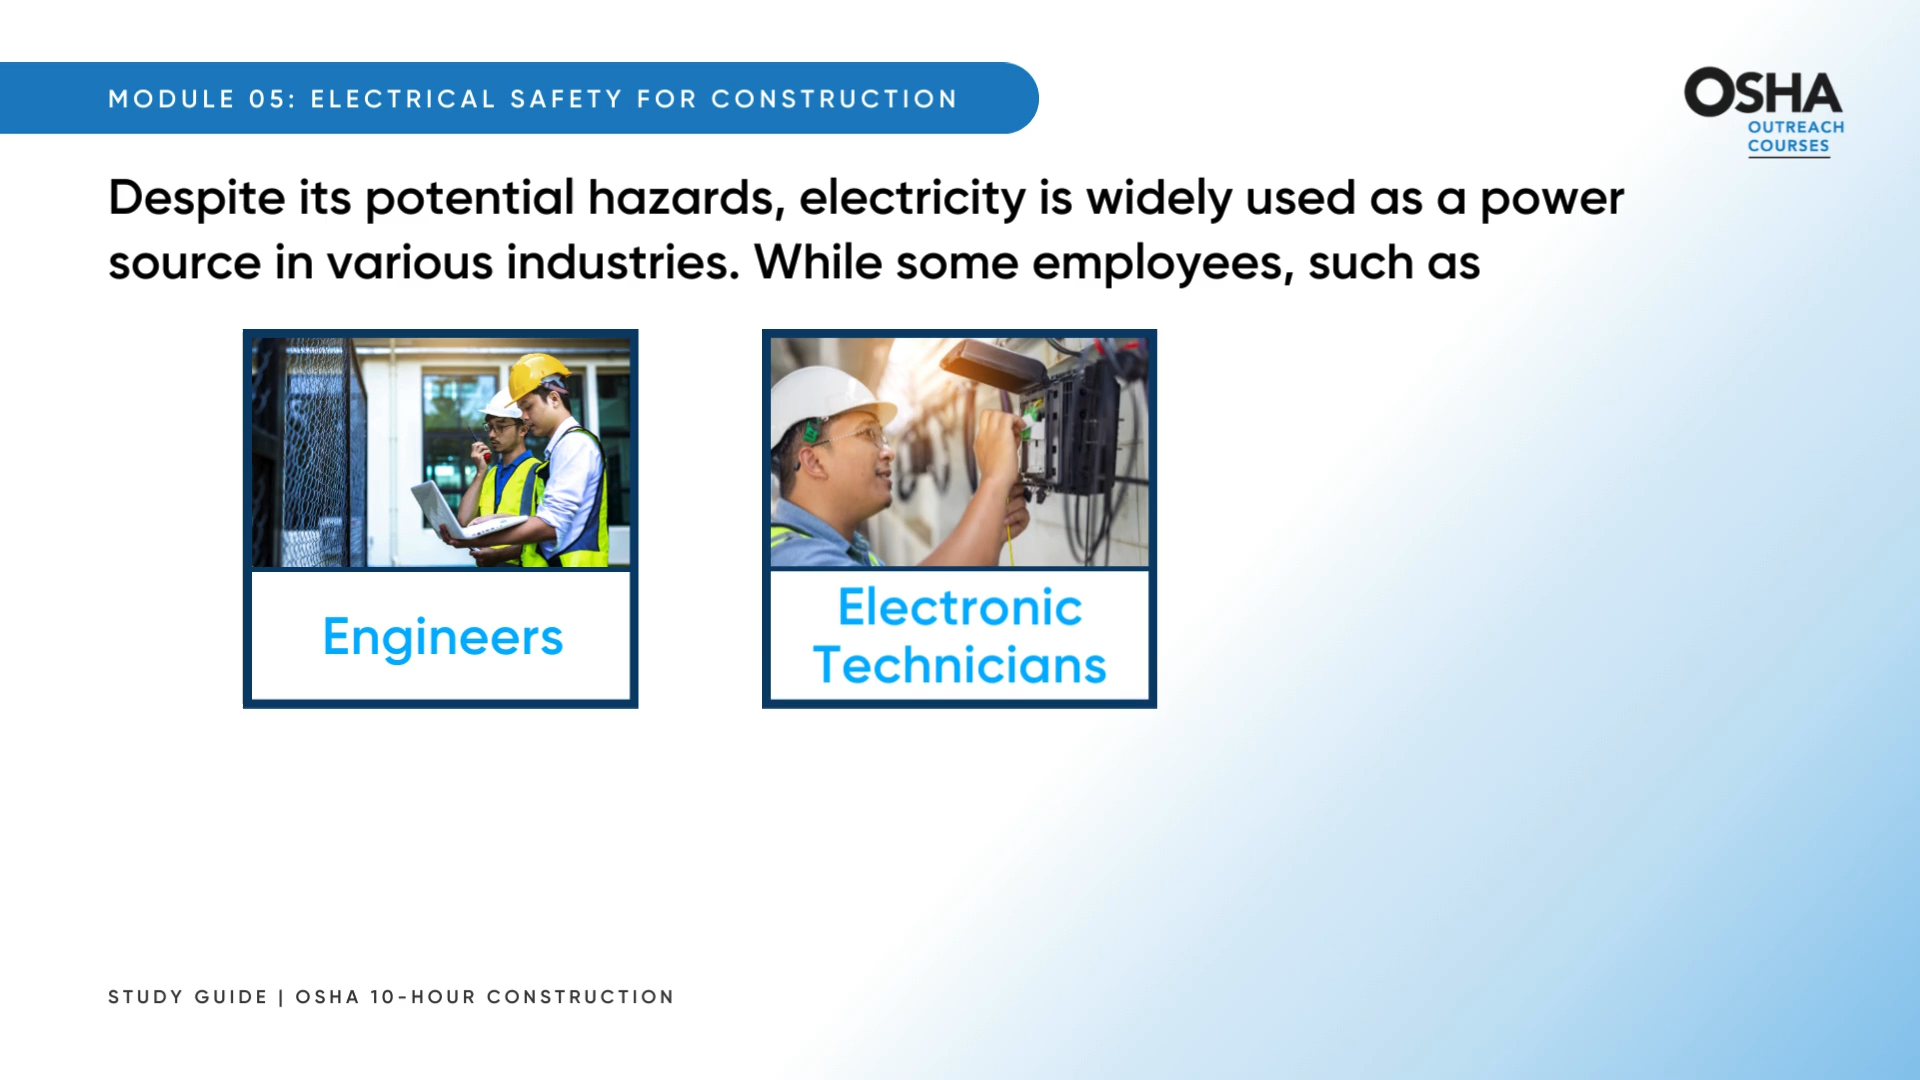 MODULE 05: ELECTRICAL SAFETY FOR CONSTRUCTION
OSHA
OUTREACH
COURSES
Despite its potential hazards, electricity is widely used as a power
source in various industries. While some employees, such as
Engineers
Electronic
Technicians
STUDY GUIDE | OSHA 10-HOUR CONSTRUCTION